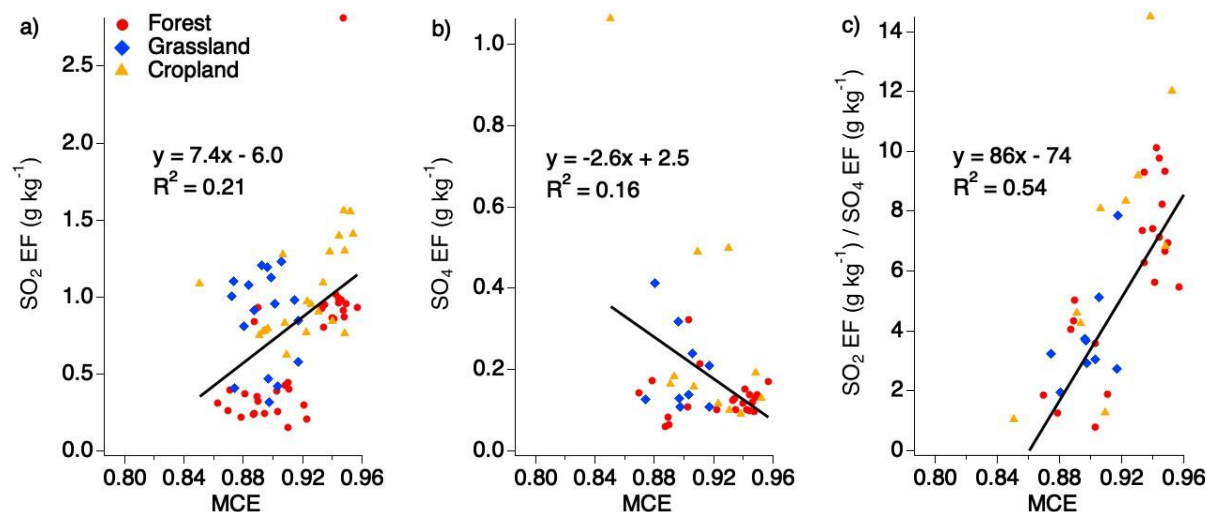 a)
Forest
Grassland
Cropland
y = 7.4x - 6.0
R² = 0.21
SO₂ EF (g kg⁻¹)
2.5
2.0
1.5
1.0
0.5
0.0
0.80 0.84 0.88 0.92 0.96
MCE
b)
y = -2.6x + 2.5
R² = 0.16
SO₄ EF (g kg⁻¹)
1.0
0.8
0.6
0.4
0.2
0.0
0.80 0.84 0.88 0.92 0.96
MCE
c)
y = 86x - 74
R² = 0.54
SO₂ EF (g kg⁻¹) / SO₄ EF (g kg⁻¹)
14
12
10
8
6
4
2
0
0.80 0.84 0.88 0.92 0.96
MCE